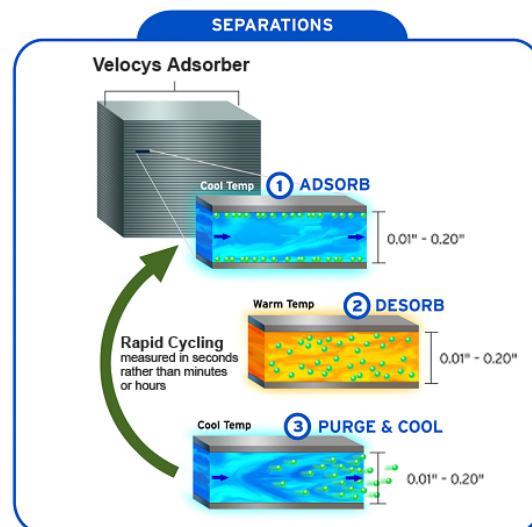 SEPARATIONS
Velocys Adsorber
Cool Temp
1 ADSORB
0.01" - 0.20"
Warm Temp
2 DESORB
0.01" - 0.20"
Rapid Cycling
measured in seconds
rather than minutes
or hours
Cool Temp
3 PURGE & COOL
0.01" - 0.20"